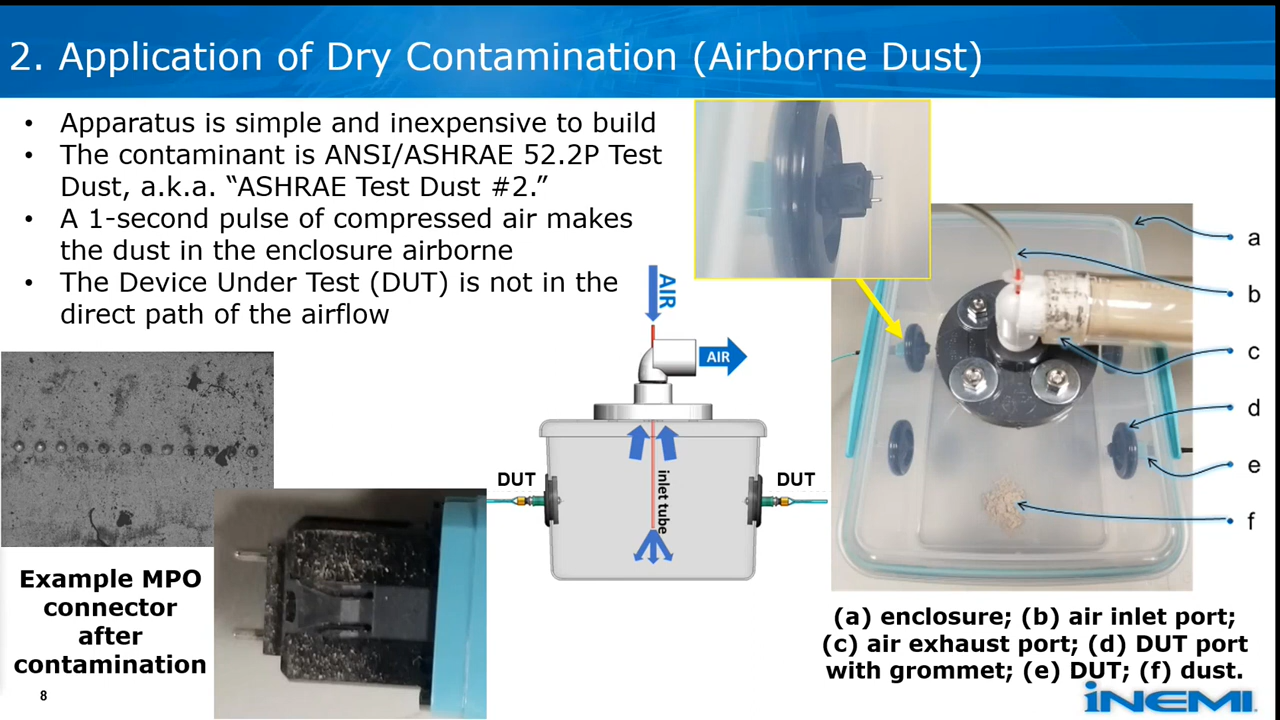 2. Application of Dry Contamination (Airborne Dust)
• Apparatus is simple and inexpensive to build
• The contaminant is ANSI/ASHRAE 52.2P Test
Dust, a.k.a. “ASHRAE Test Dust #2.”
• A 1-second pulse of compressed air makes
the dust in the enclosure airborne
• The Device Under Test (DUT) is not in the
direct path of the airflow
AIR
AIR
DUT
inlet tube
DUT
a
b
c
d
e
f
Example MPO
connector
after
contamination
(a) enclosure; (b) air inlet port;
(c) air exhaust port; (d) DUT port
with grommet; (e) DUT; (f) dust.
8
iNEMI